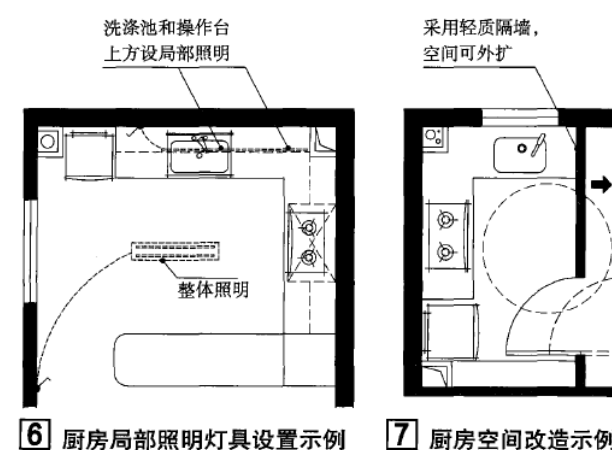 洗涤池和操作台
上方设局部照明
采用轻质隔墙，
空间可外扩
整体照明
6 厨房局部照明灯具设置示例
7 厨房空间改造示例